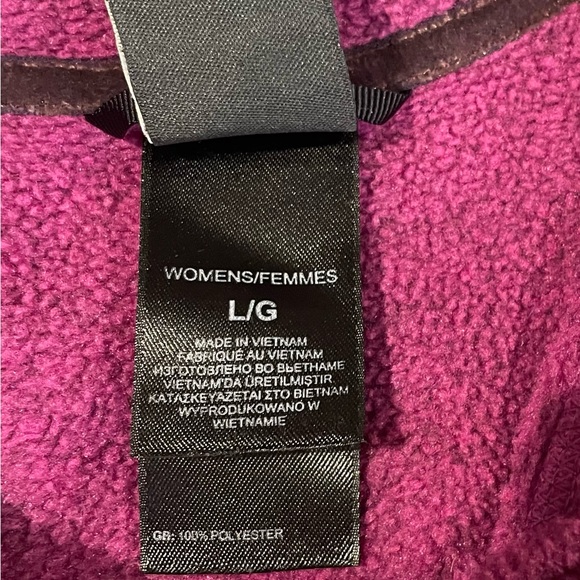 WOMENS/FEMMES
L/G
MADE IN VIETNAM
FABRIQUÉ AU VIETNAM
ИЗГОТОВЛЕНО ВО ВЬЕТНАМЕ
VIETNAM'DA ÜRETILMIŞTIR
ΚΑΤΑΣΚΕΥΑΖΕΤΑΙ ΣΤΟ ΒΙΕΤΝΑΜ
WYPRODUKOWANO W
WIETNAMIE
GB: 100% POLYESTER